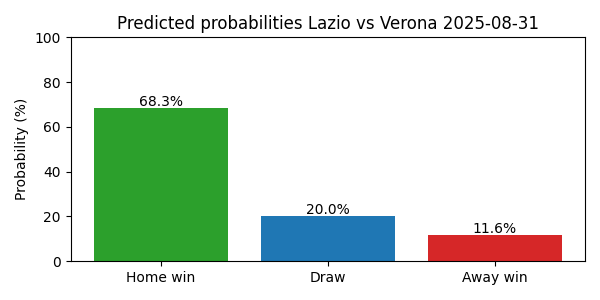 Predicted probabilities Lazio vs Verona 2025-08-31
Probability (%)
100
80
60
40
20
0
68.3%
20.0%
11.6%
Home win
Draw
Away win